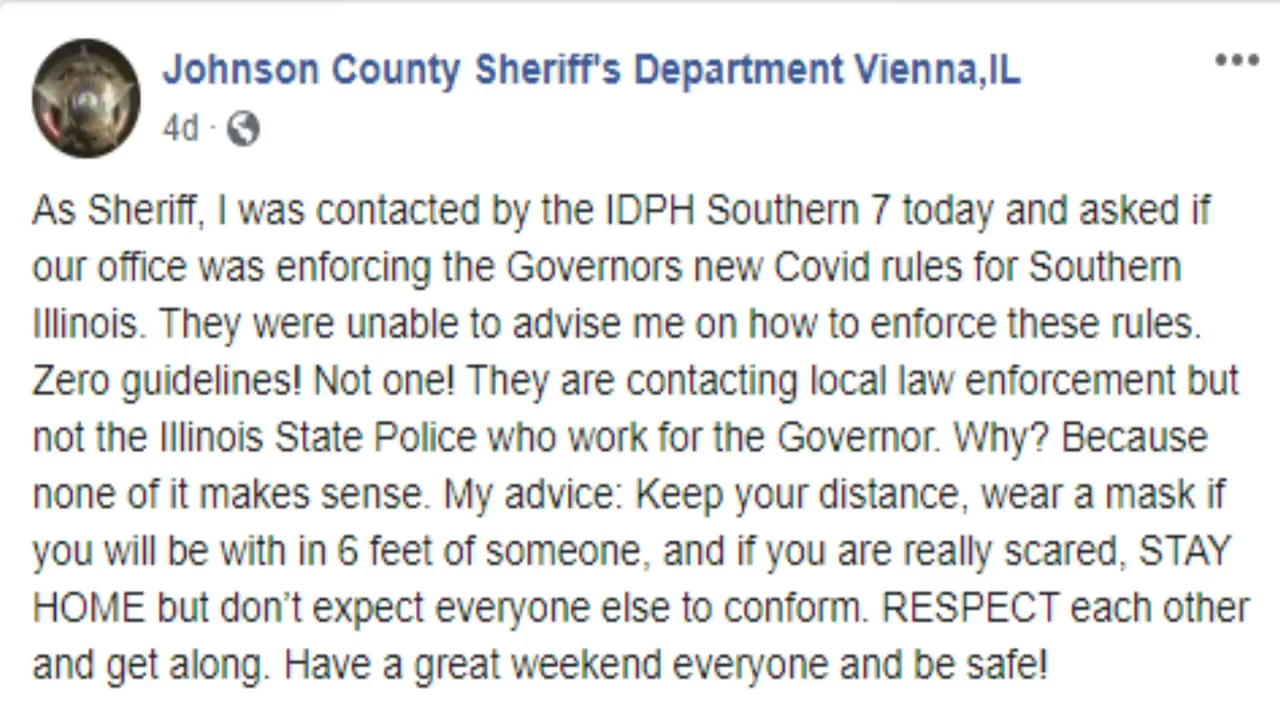 Johnson County Sheriff's Department Vienna,IL
4d ·
As Sheriff, I was contacted by the IDPH Southern 7 today and asked if
our office was enforcing the Governors new Covid rules for Southern
Illinois. They were unable to advise me on how to enforce these rules.
Zero guidelines! Not one! They are contacting local law enforcement but
not the Illinois State Police who work for the Governor. Why? Because
none of it makes sense. My advice: Keep your distance, wear a mask if
you will be with in 6 feet of someone, and if you are really scared, STAY
HOME but don’t expect everyone else to conform. RESPECT each other
and get along. Have a great weekend everyone and be safe!